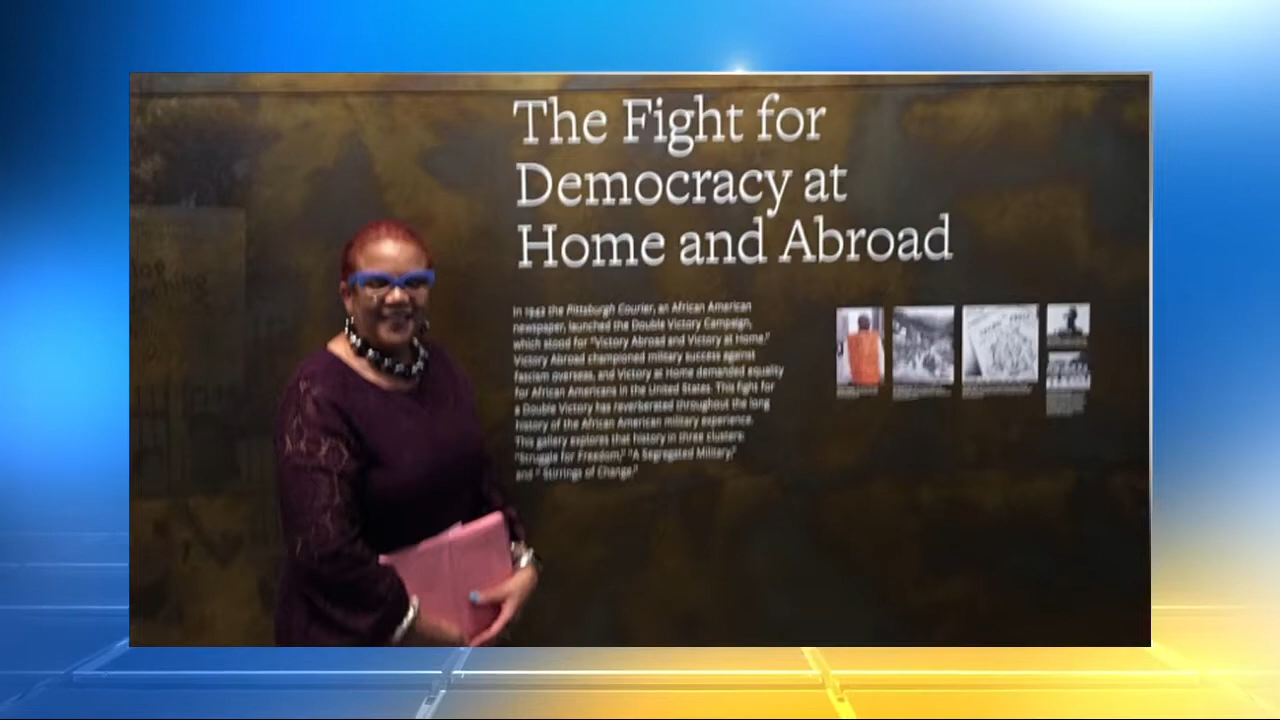 The Fight for
Democracy at
Home and Abroad
In 1942 the Pittsburgh Courier, an African American
newspaper, launched the Double Victory Campaign,
which stood for “Victory Abroad and Victory at Home.”
Victory Abroad championed military success against
fascism overseas, and Victory at Home demanded equality
for African Americans in the United States. This fight for
a Double Victory has reverberated throughout the long
history of the African American military experience.
This gallery explores that history in three clusters:
“Struggle for Freedom,” “A Segregated Military,”
and “ Stirrings of Change.”